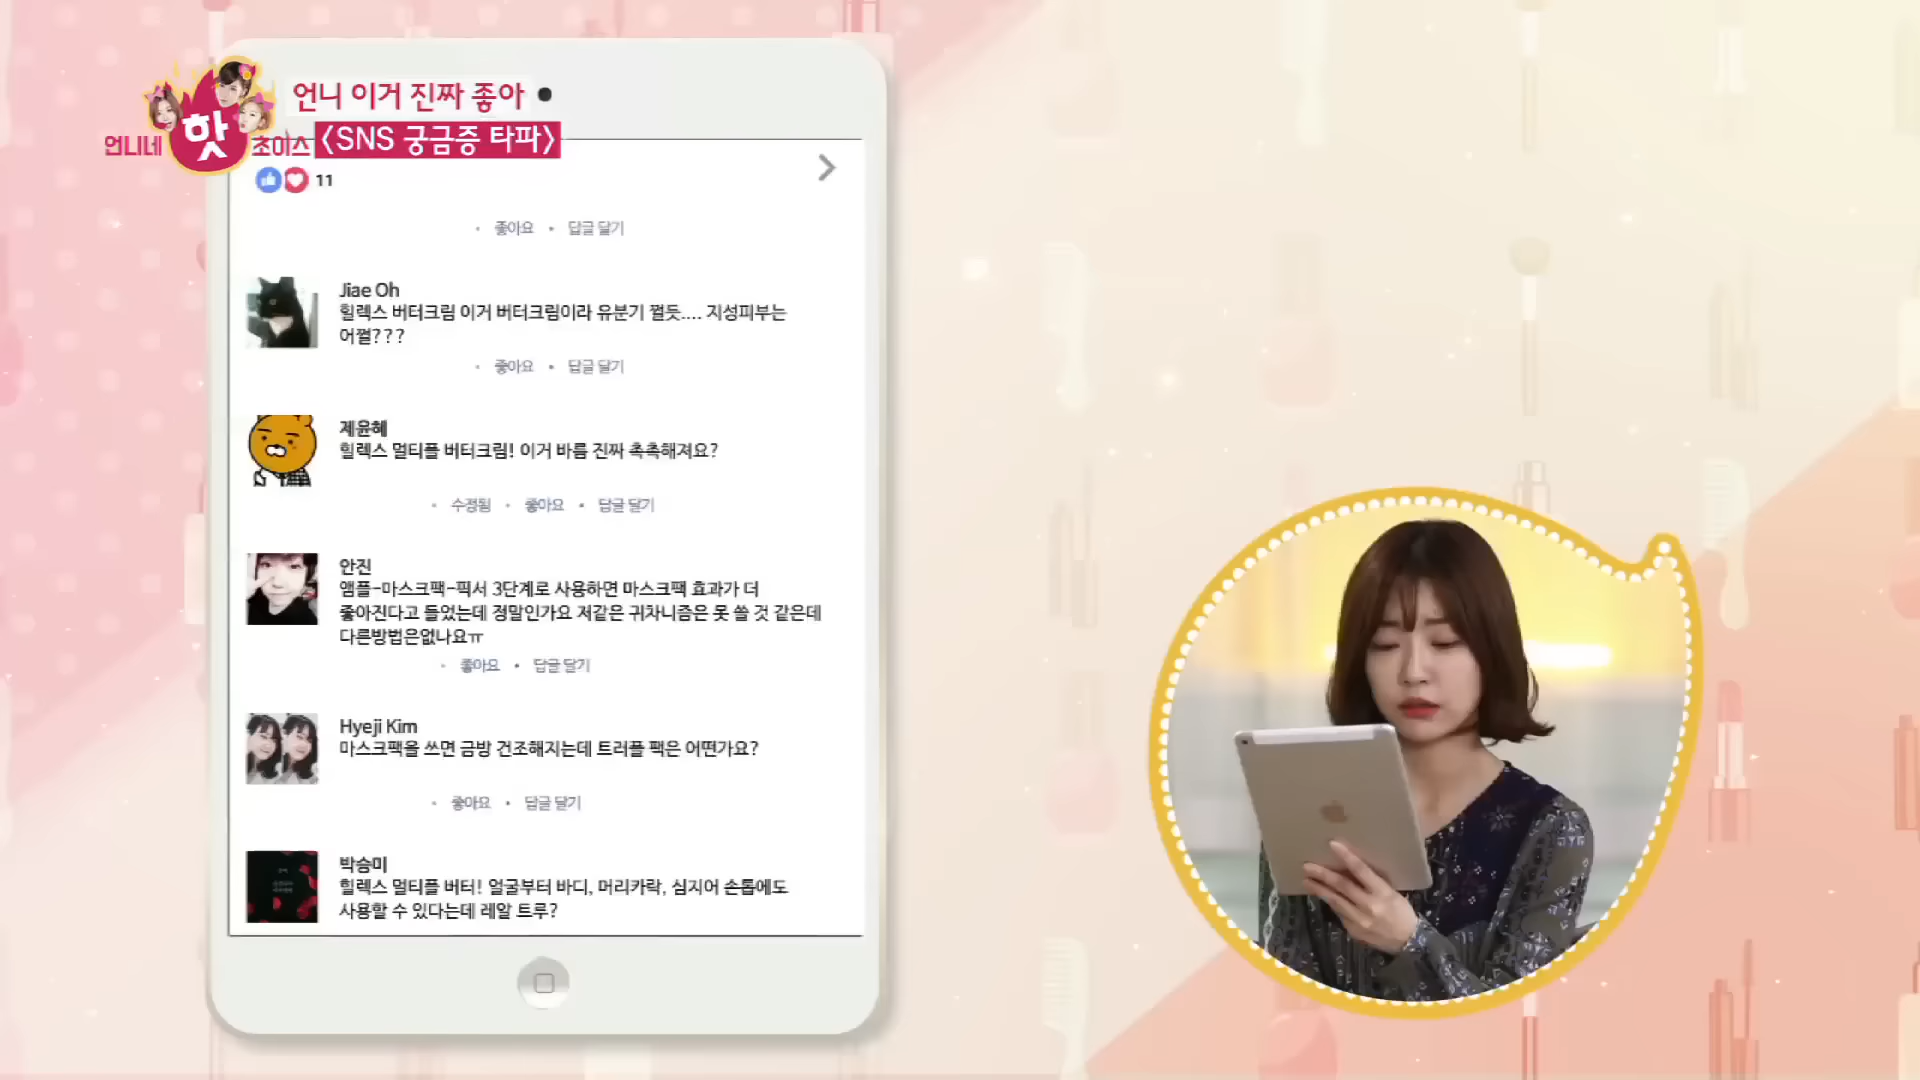 언니네 핫 초이스
언니 이거 진짜 좋아
<SNS 궁금증 타파>
11
· 좋아요 · 답글 달기
Jiae Oh
힐렉스 버터크림 이거 버터크림이라 유분기 쩔듯.... 지성피부는
어쩔???
· 좋아요 · 답글 달기
제윤혜
힐렉스 멀티플 버터크림! 이거 바름 진짜 촉촉해져요?
· 수정됨 · 좋아요 · 답글 달기
안진
앰플-마스크팩-픽서 3단계로 사용하면 마스크팩 효과가 더
좋아진다고 들었는데 정말인가요 저같은 귀차니즘은 못 쓸 것 같은데
다른방법은없나요ㅠ
· 좋아요 · 답글 달기
Hyeji Kim
마스크팩을 쓰면 금방 건조해지는데 트러플 팩은 어떤가요?
· 좋아요 · 답글 달기
박승미
힐렉스 멀티플 버터! 얼굴부터 바디, 머리카락, 심지어 손톱에도
사용할 수 있다는데 레알 트루?